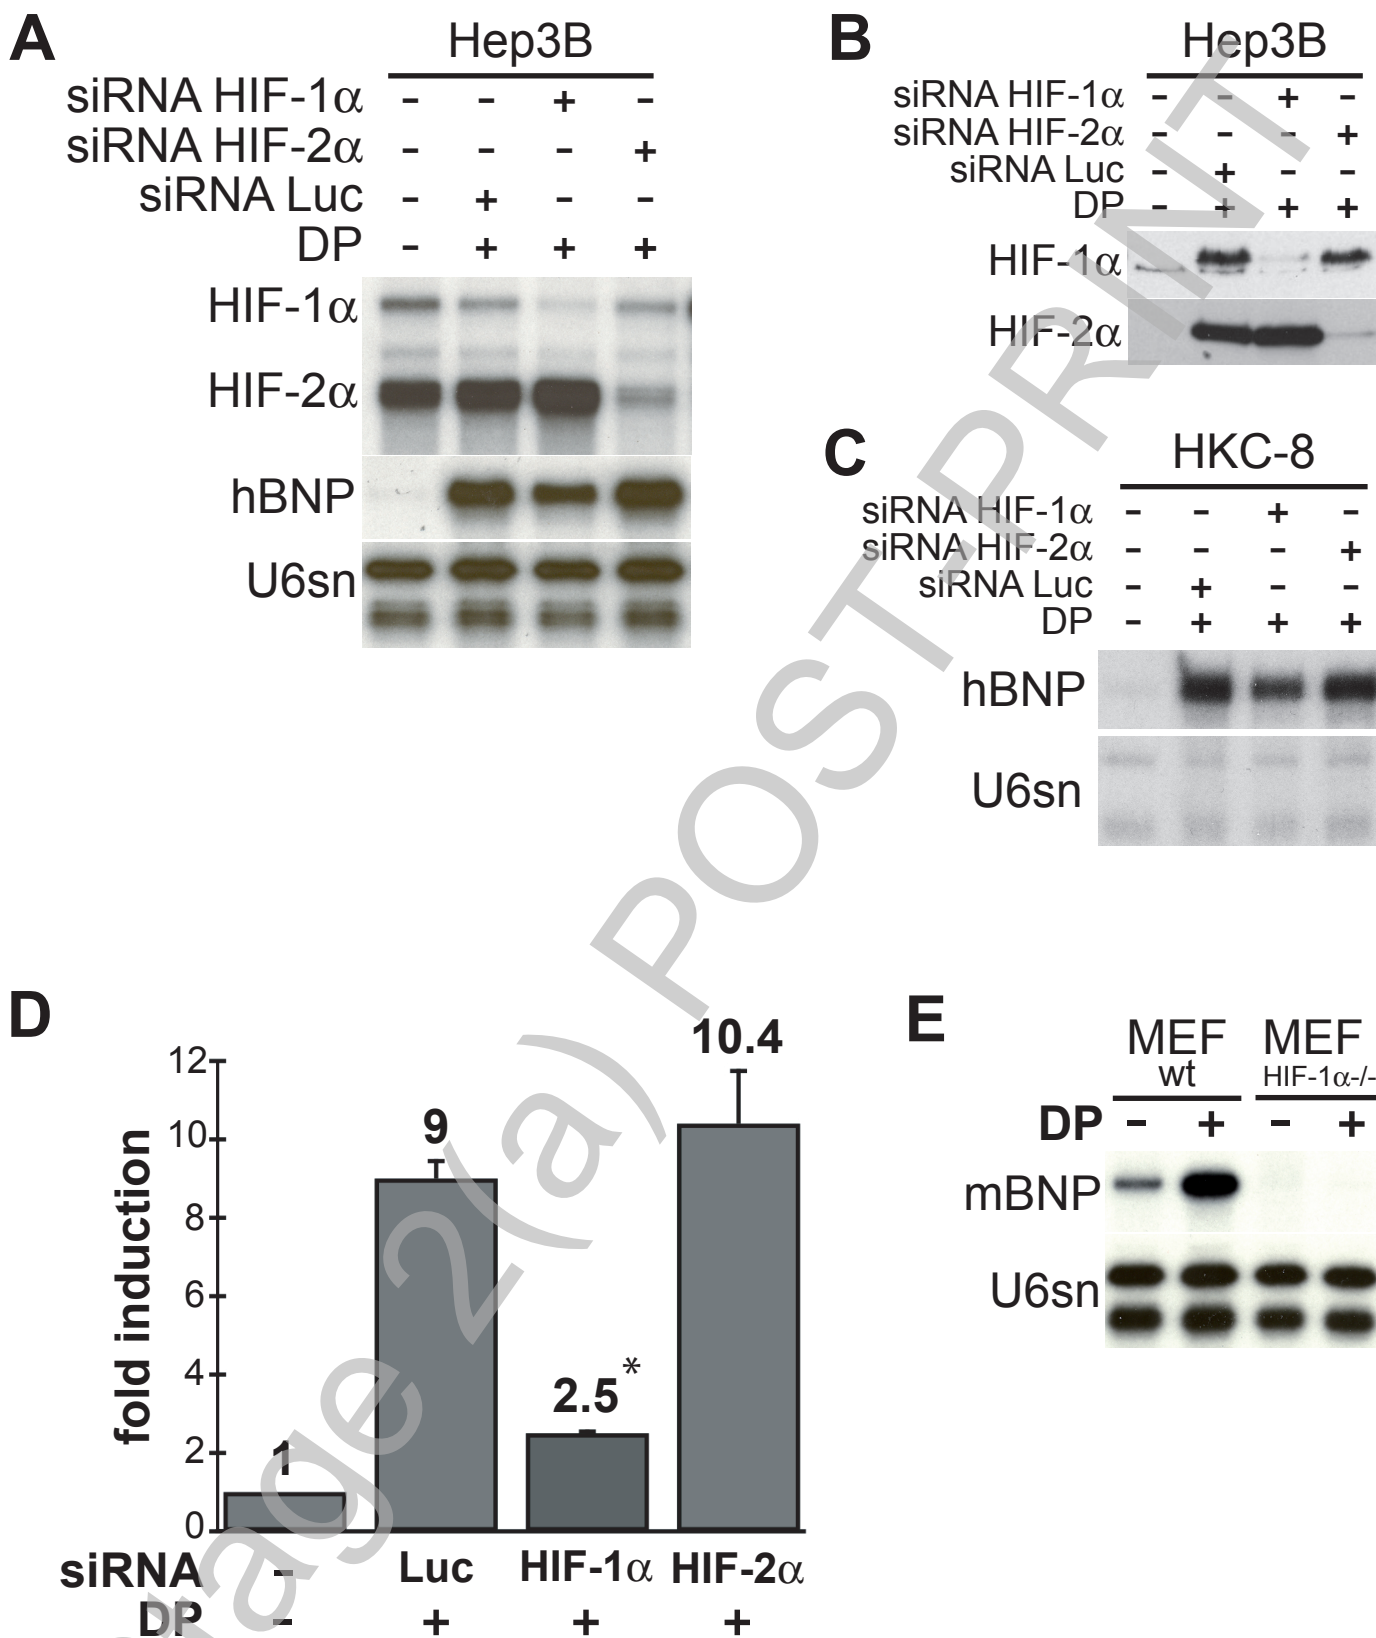 A
Hep3B
siRNA HIF-1α - - + -
siRNA HIF-2α - - - +
siRNA Luc - + - -
DP - + + +
HIF-1α
HIF-2α
hBNP
U6sn
B
Hep3B
siRNA HIF-1α - - + -
siRNA HIF-2α - - - +
siRNA Luc - + - -
DP - + + +
HIF-1α
HIF-2α
C
HKC-8
siRNA HIF-1α - - + -
siRNA HIF-2α - - - +
siRNA Luc - + - -
DP - + + +
hBNP
U6sn
D
fold induction
12
10
8
6
4
2
0
1
9
2.5*
10.4
siRNA - Luc HIF-1α HIF-2α
DP - + + +
E
MEF MEF
wt HIF-1α-/-
DP - + - +
mBNP
U6sn
tage 2(a) POST-PRINT